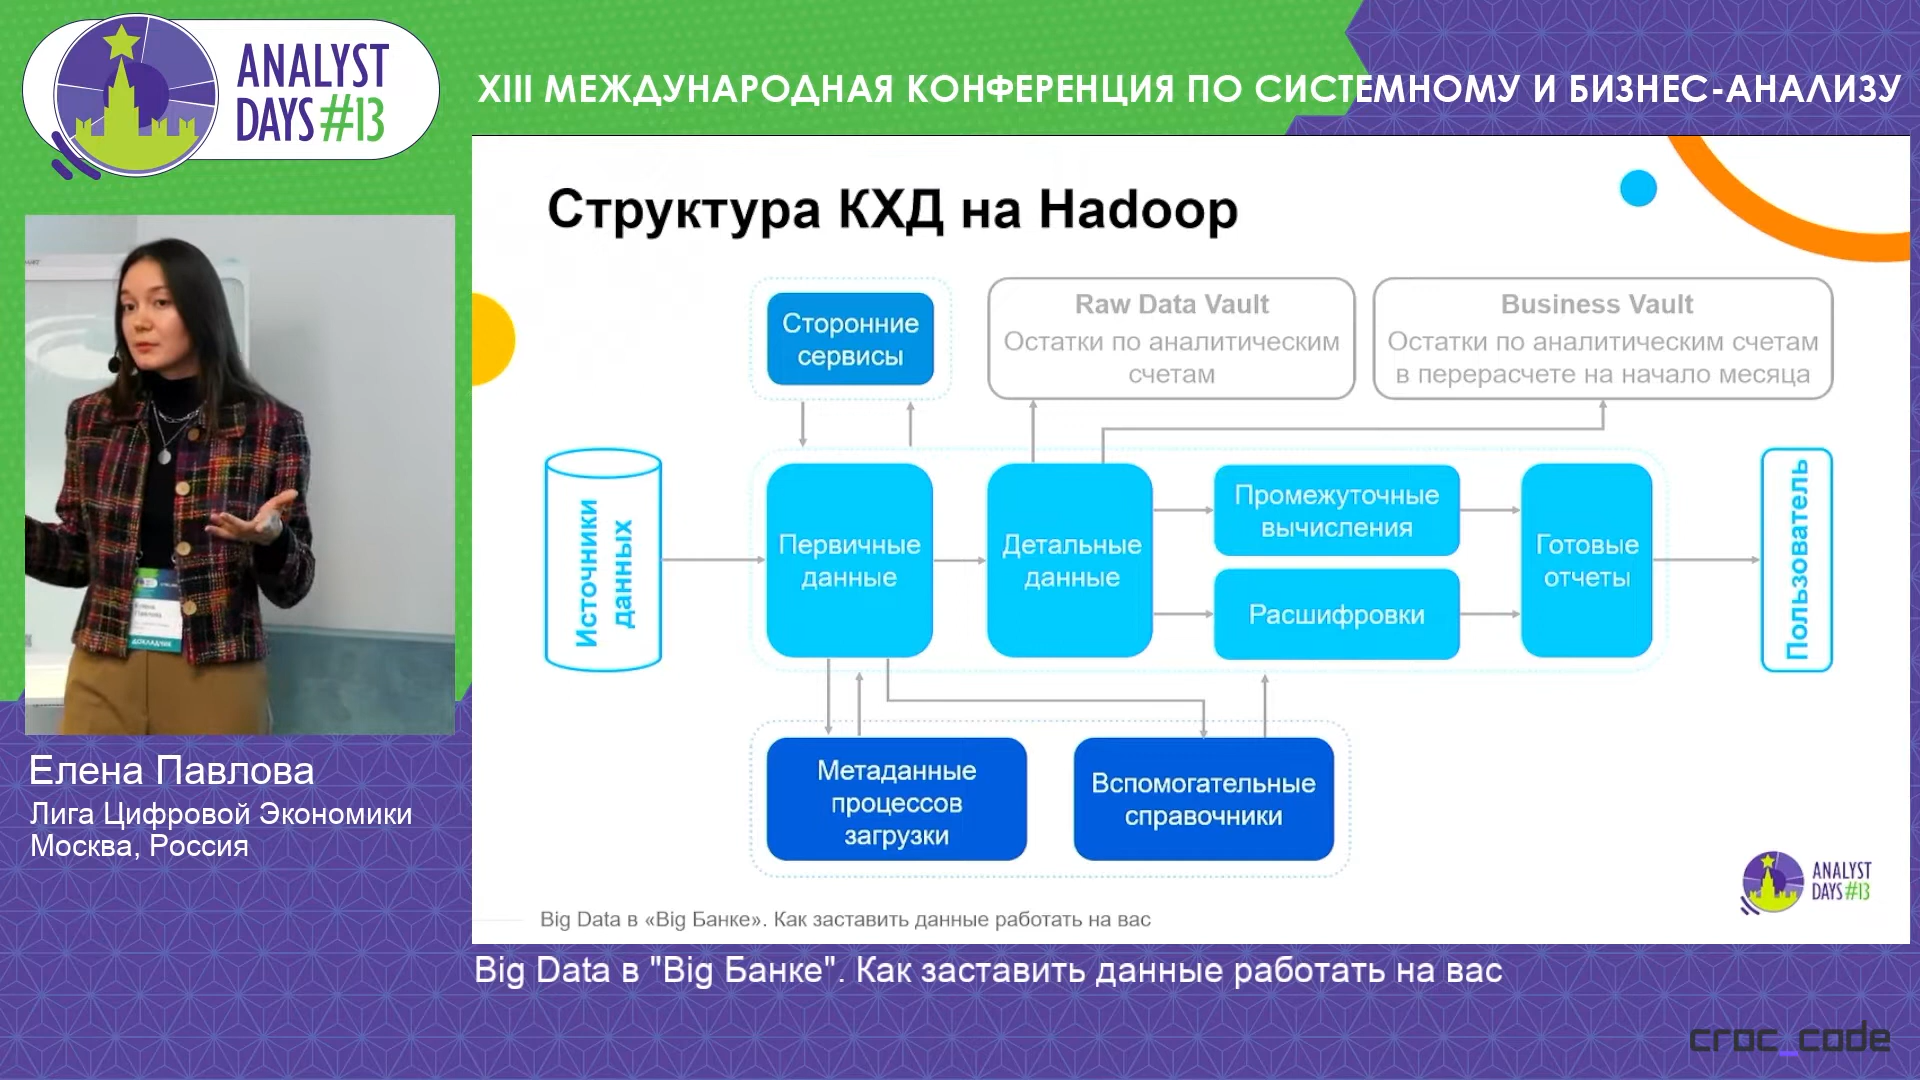 ANALYST
DAYS #13
XIII МЕЖДУНАРОДНАЯ КОНФЕРЕНЦИЯ ПО СИСТЕМНОМУ И БИЗНЕС-АНАЛИЗУ
Структура КХД на Hadoop
Сторонние
сервисы
Raw Data Vault
Остатки по аналитическим
счетам
Business Vault
Остатки по аналитическим счетам
в перерасчете на начало месяца
Источники
данных
Первичные
данные
Детальные
данные
Промежуточные
вычисления
Расшифровки
Готовые
отчеты
Пользователь
Метаданные
процессов
загрузки
Вспомогательные
справочники
ANALYST
DAYS #13
Big Data в «Big Банке». Как заставить данные работать на вас
Елена
Павлова
ДОКЛАДЧИК
Елена Павлова
Лига Цифровой Экономики
Москва, Россия
Big Data в "Big Банке". Как заставить данные работать на вас
croc_code